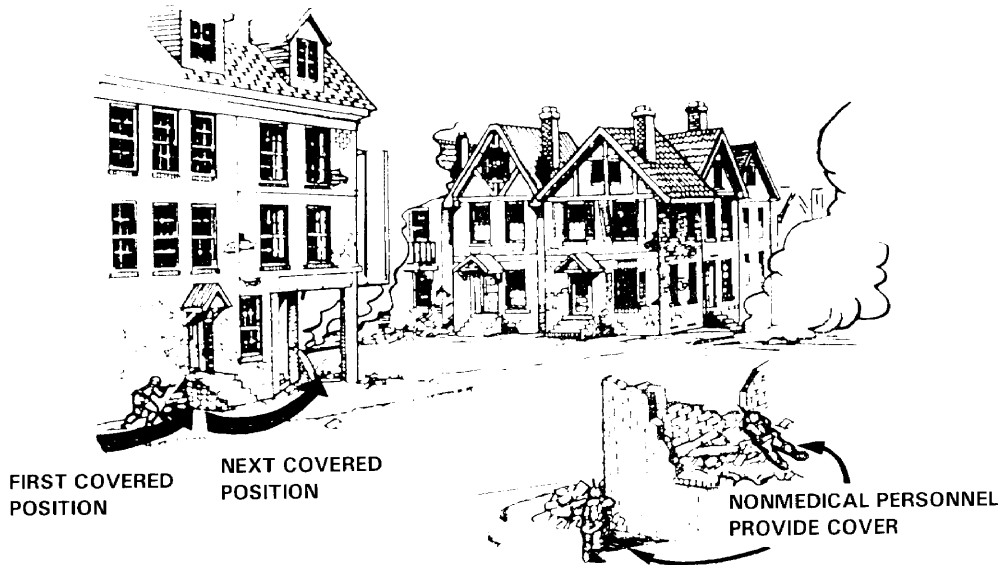 FIRST COVERED
POSITION
NEXT COVERED
POSITION
NONMEDICAL PERSONNEL
PROVIDE COVER